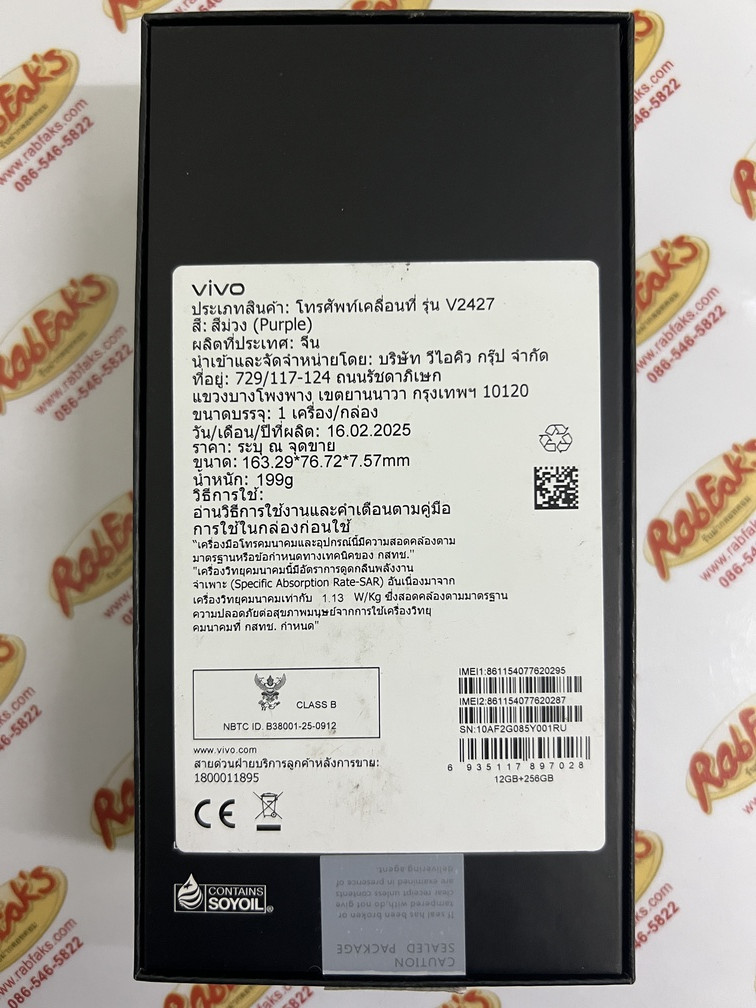 vivo
ประเภทสินค้า: โทรศัพท์เคลื่อนที่ รุ่น V2427
สี: สีม่วง (Purple)
ผลิตที่ประเทศ: จีน
นำเข้าและจัดจำหน่ายโดย: บริษัท วีไอคิว กรุ๊ป จำกัด
ที่อยู่: 729/117-124 ถนนรัชดาภิเษก
แขวงบางโพงพาง เขตยานนาวา กรุงเทพฯ 10120
ขนาดบรรจุ: 1 เครื่อง/กล่อง
วัน/เดือน/ปีที่ผลิต: 16.02.2025
ราคา: ระบุ ณ จุดขาย
ขนาด: 163.29*76.72*7.57mm
น้ำหนัก: 199g
วิธีการใช้:
อ่านวิธีการใช้งานและคำเตือนตามคู่มือ
การใช้ในกล่องก่อนใช้
"เครื่องมือโทรคมนาคมและอุปกรณ์นี้มีความสอดคล้องตาม
มาตรฐานหรือข้อกำหนดทางเทคนิคของ กสทช."
"เครื่องวิทยุคมนาคมนี้มีอัตราการดูดกลืนพลังงาน
จำเพาะ (Specific Absorption Rate-SAR) อันเนื่องมาจาก
เครื่องวิทยุคมนาคมเท่ากับ 1.13 W/Kg ซึ่งสอดคล้องตามมาตรฐาน
ความปลอดภัยต่อสุขภาพมนุษย์จากการใช้เครื่องวิทยุ
คมนาคมที่ กสทช. กำหนด"
CLASS B
NBTC ID. B38001-25-0912
www.vivo.com
สายด่วนฝ่ายบริการลูกค้าหลังการขาย:
1800011895
CE
IMEI1:861154077620295
IMEI2:861154077620287
SN:10AF2G085Y001RU
6 935117 897028
12GB+256GB
CONTAINS
SOYOIL
CAUTION
SEALED PACKAGE
If seal has been broken or
tampered with,do not give
clear receipt unless contents
are examined in presence of
delivering agent.
RabFak's
www.rabfaks.com
086-546-5822